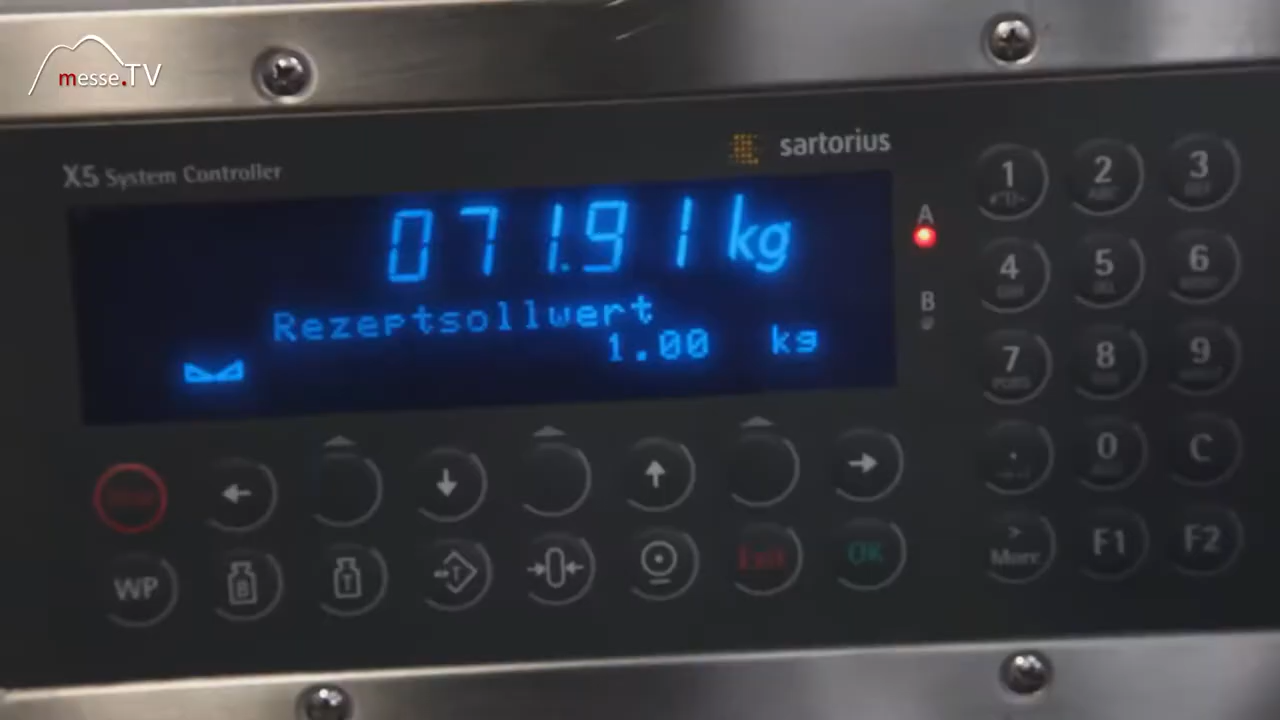 messe.TV
X5 System Controller
sartorius
071.91 kg
Rezeptsollwert
1.00 kg
A
B
1 2 3
4 5 6
7 8 9
. 0 C
> More F1 F2
WP B T T Exit OK